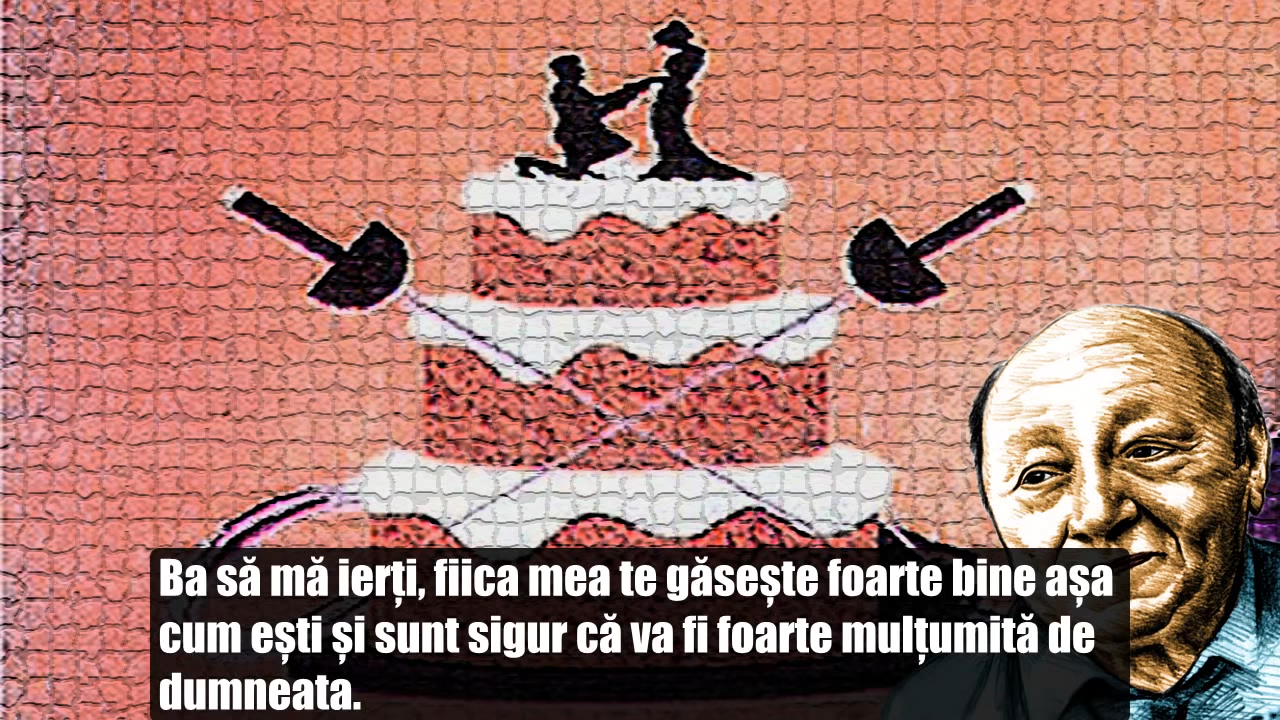 Ba să mă ierți, fiica mea te găsește foarte bine așa
cum ești și sunt sigur că va fi foarte mulțumită de
dumneata.